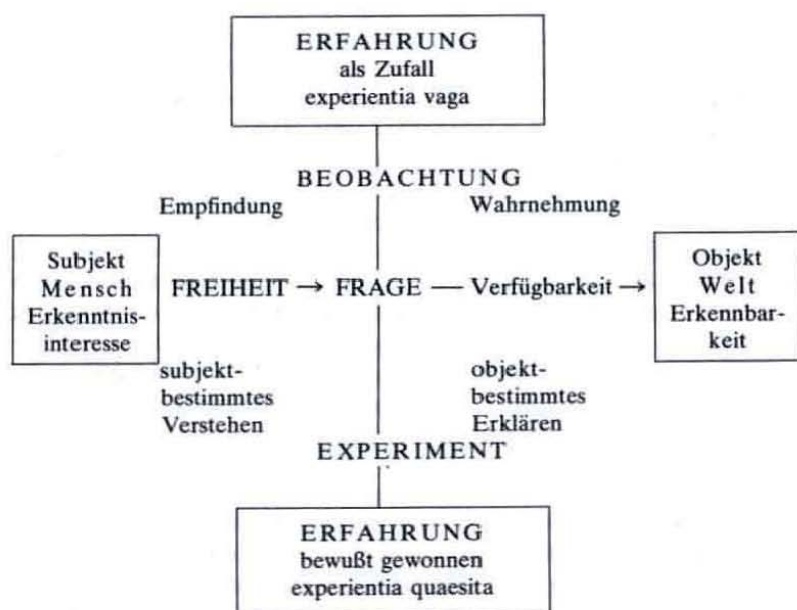 ERFAHRUNG
als Zufall
experientia vaga
BEOBACHTUNG
Empfindung
Wahrnehmung
Subjekt
Mensch
Erkenntnis-
interesse
FREIHEIT → FRAGE — Verfügbarkeit →
Objekt
Welt
Erkennbar-
keit
subjekt-
bestimmtes
Verstehen
objekt-
bestimmtes
Erklären
EXPERIMENT
ERFAHRUNG
bewußt gewonnen
experientia quaesita